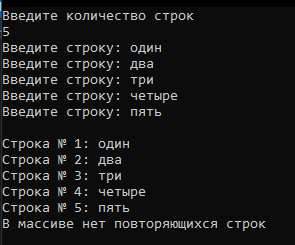 Введите количество строк
5
Введите строку: один
Введите строку: два
Введите строку: три
Введите строку: четыре
Введите строку: пять

Строка № 1: один
Строка № 2: два
Строка № 3: три
Строка № 4: четыре
Строка № 5: пять
В массиве нет повторяющихся строк